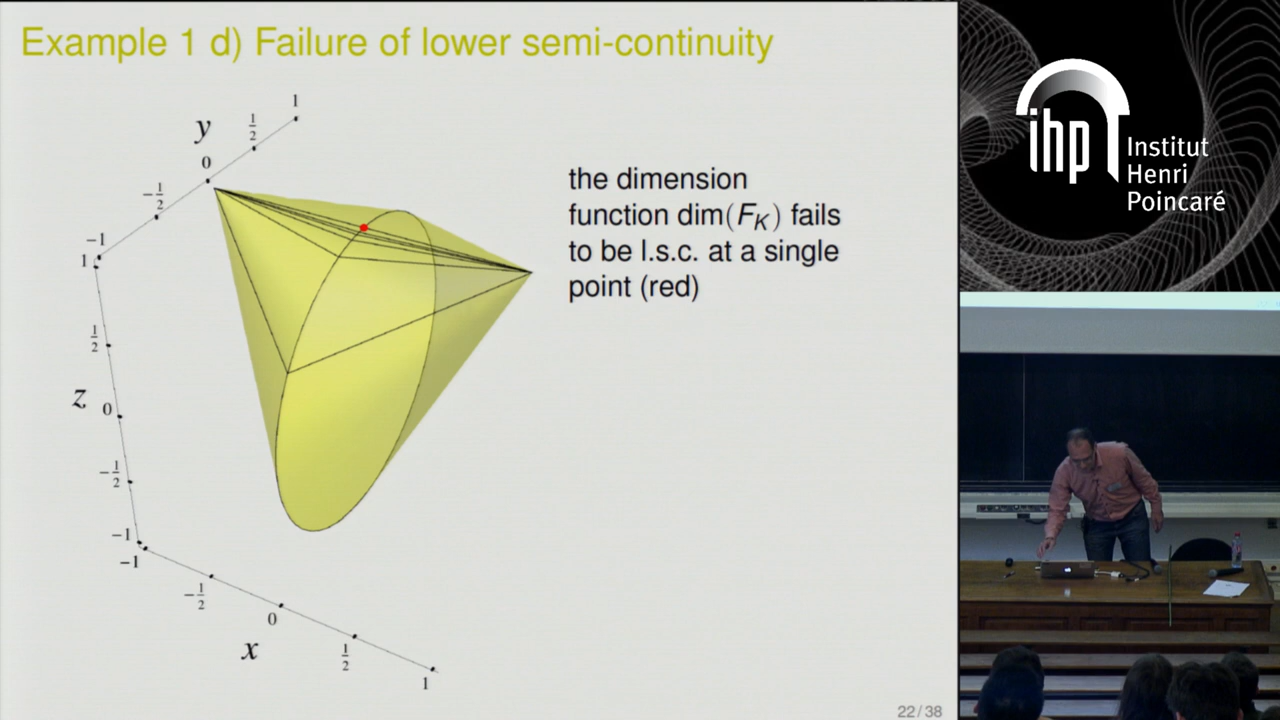 Example 1 d) Failure of lower semi-continuity
the dimension
function dim(F_K) fails
to be l.s.c. at a single
point (red)
y
1
1/2
0
-1/2
-1
1
1/2
z
0
-1/2
-1
-1
-1/2
0
x
1/2
1
22/38
ihp
Institut
Henri
Poincaré